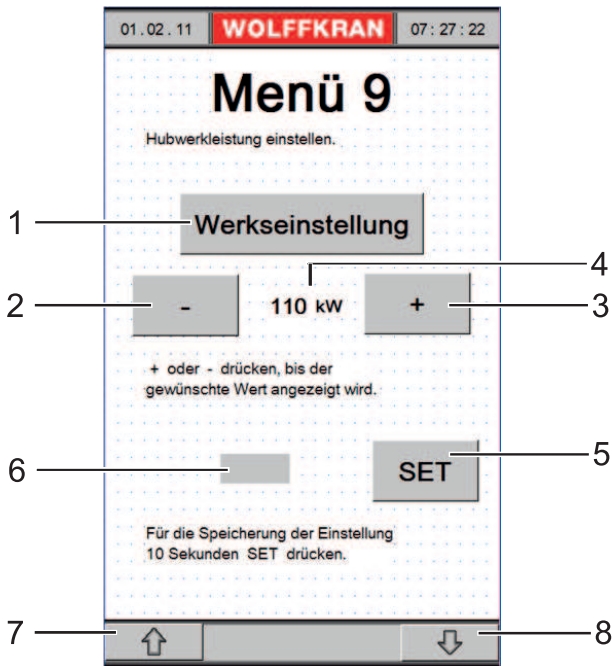 01.02.11 WOLFFKRAN 07:27:22
Menü 9
Hubwerkleistung einstellen.
1 Werkseinstellung
4
2 - 110 kW + 3
+ oder - drücken, bis der
gewünschte Wert angezeigt wird.
6 SET 5
Für die Speicherung der Einstellung
10 Sekunden SET drücken.
7 8